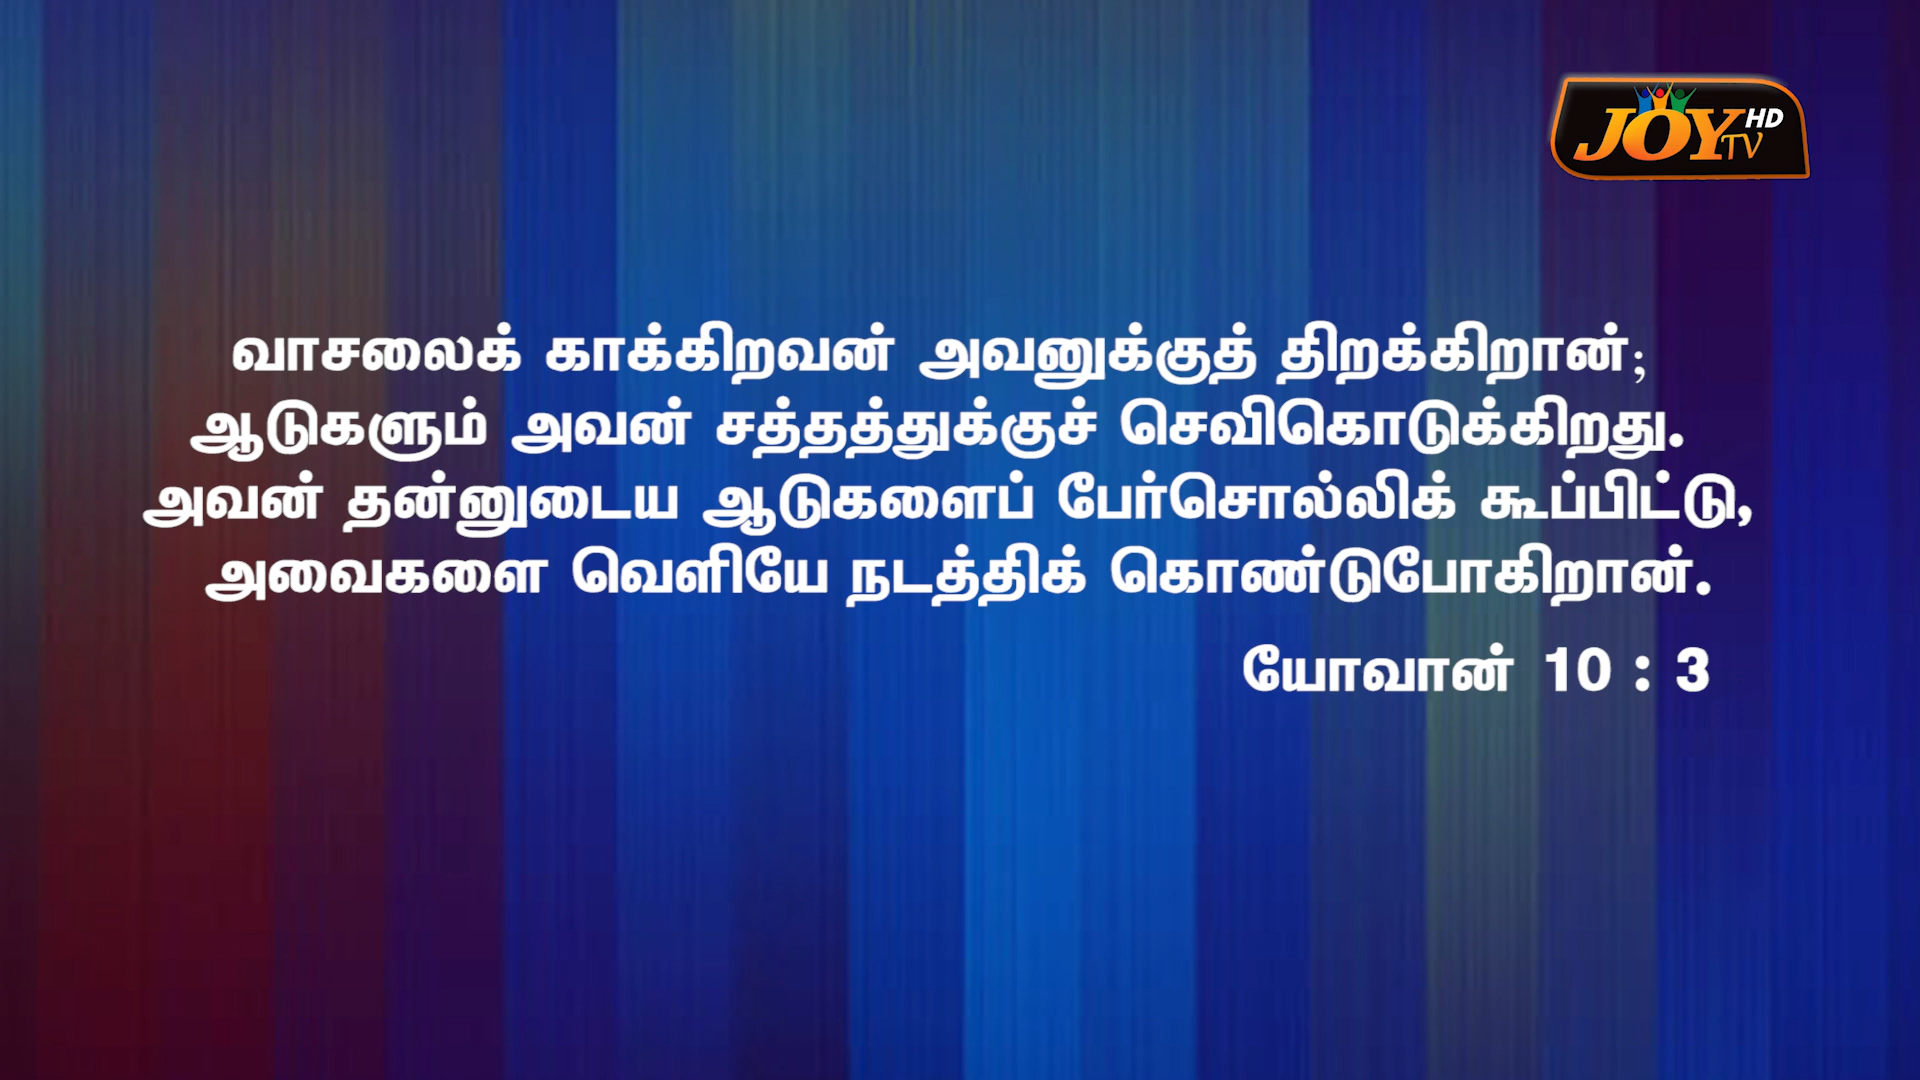 JOY HD
TV
வாசலைக் காக்கிறவன் அவனுக்குத் திறக்கிறான்;
ஆடுகளும் அவன் சத்தத்துக்குச் செவிகொடுக்கிறது.
அவன் தன்னுடைய ஆடுகளைப் பேர்சொல்லிக் கூப்பிட்டு,
அவைகளை வெளியே நடத்திக் கொண்டுபோகிறான்.
யோவான் 10 : 3